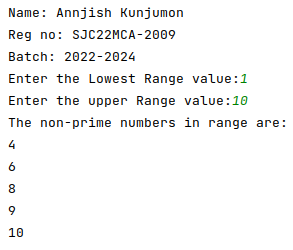 Name: Annjish Kunjumon
Reg no: SJC22MCA-2009
Batch: 2022-2024
Enter the Lowest Range value:1
Enter the upper Range value:10
The non-prime numbers in range are:
4
6
8
9
10